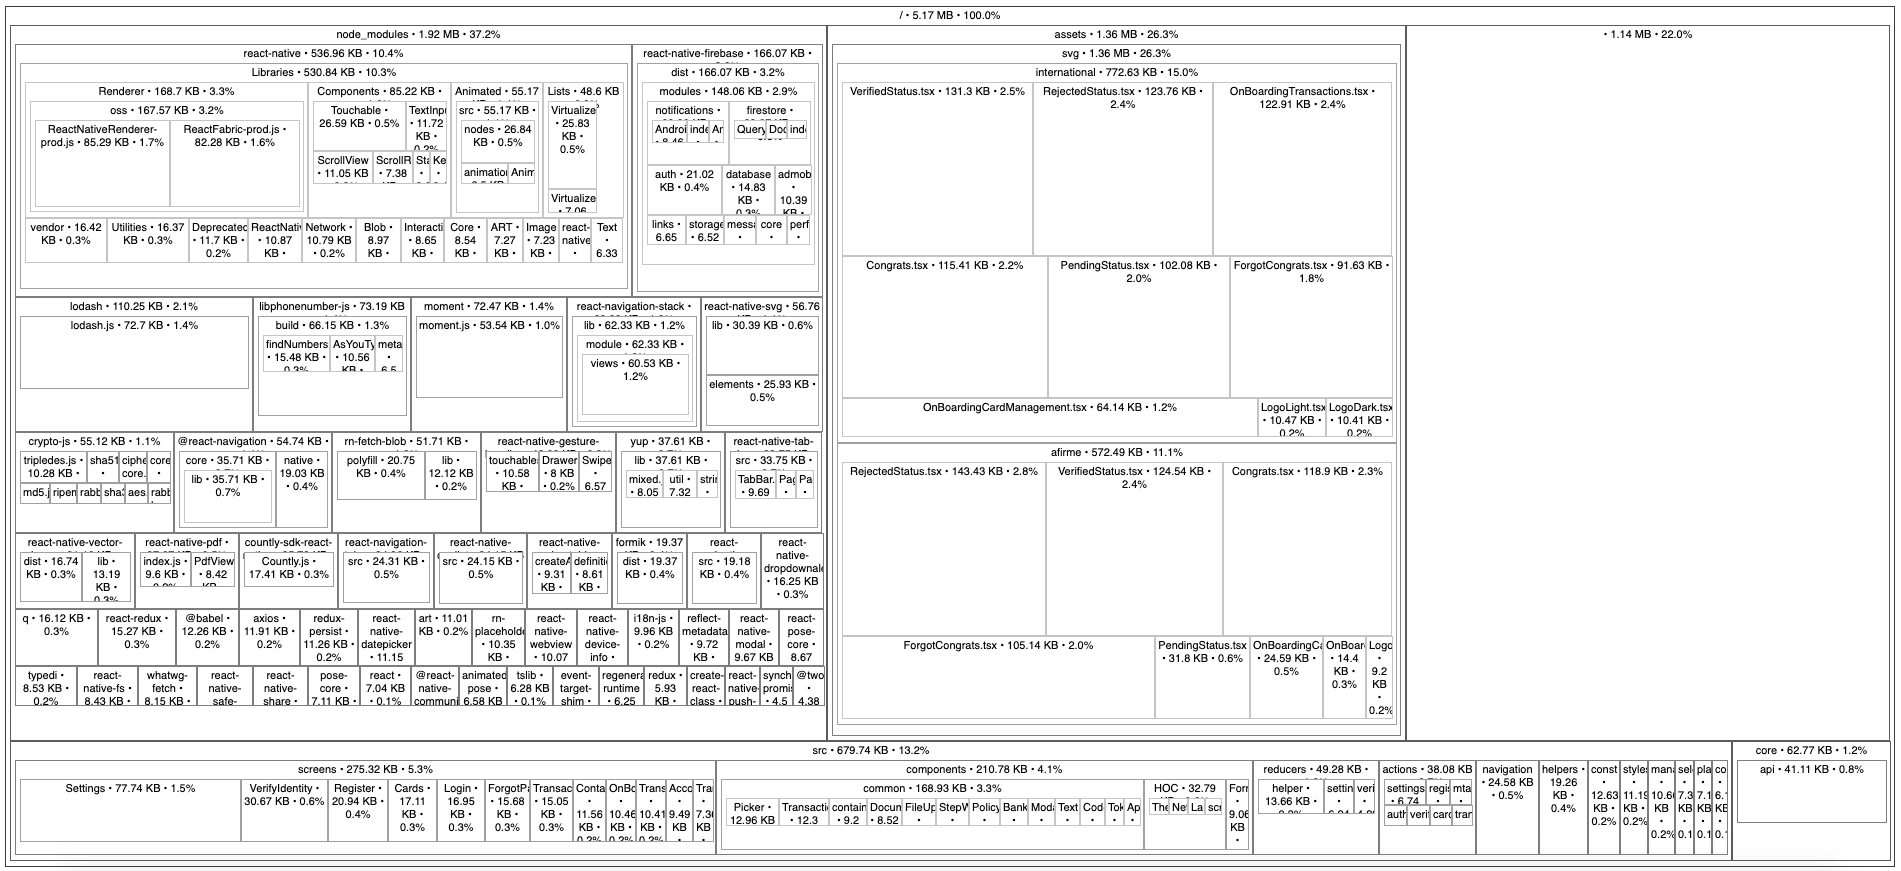 / • 5.17 MB • 100.0%
node_modules • 1.92 MB • 37.2%
react-native • 536.96 KB • 10.4%
Libraries • 530.84 KB • 10.3%
Renderer • 168.7 KB • 3.3%
oss • 167.57 KB • 3.2%
ReactNativeRenderer-
prod.js • 85.29 KB • 1.7%
ReactFabric-prod.js •
82.28 KB • 1.6%
Components • 85.22 KB •
Touchable •
26.59 KB • 0.5%
TextInpu
• 11.72
KB •
0.2%
ScrollView
• 11.05 KB
ScrollR
• 7.38
Sta
•
Ke
•
Animated • 55.17
src • 55.17 KB
nodes • 26.84
KB • 0.5%
animation
Anim
Lists • 48.6 KB
Virtualize
• 25.83
KB •
0.5%
Virtualize
• 7.06
vendor • 16.42
KB • 0.3%
Utilities • 16.37
KB • 0.3%
Deprecated
• 11.7 KB •
0.2%
ReactNativ
• 10.87
KB •
Network •
10.79 KB
• 0.2%
Blob •
8.97
KB •
Interacti
• 8.65
KB •
Core •
8.54
KB •
ART •
7.27
KB •
Image
• 7.23
KB •
react-
native-
•
Text
•
6.33
react-native-firebase • 166.07 KB •
dist • 166.07 KB • 3.2%
modules • 148.06 KB • 2.9%
notifications •
Androi
• 8.46
inde
•
An
•
firestore •
Query
Doc
inde
auth • 21.02
KB • 0.4%
database
• 14.83
KB •
0.3%
admob
•
10.39
KB •
links •
6.65
storage
• 6.52
messa
•
core
•
perf
•
lodash • 110.25 KB • 2.1%
lodash.js • 72.7 KB • 1.4%
libphonenumber-js • 73.19 KB
build • 66.15 KB • 1.3%
findNumbers
• 15.48 KB •
0.3%
AsYouTy
• 10.56
KB •
meta
•
6.5
moment • 72.47 KB • 1.4%
moment.js • 53.54 KB • 1.0%
react-navigation-stack •
lib • 62.33 KB • 1.2%
module • 62.33 KB •
views • 60.53 KB •
1.2%
react-native-svg • 56.76
lib • 30.39 KB • 0.6%
elements • 25.93 KB •
0.5%
crypto-js • 55.12 KB • 1.1%
tripledes.js •
10.28 KB •
sha51
•
ciphe
core.
core
•
md5.j
ripem
rabb
sha3
aes.
rabb
@react-navigation • 54.74 KB •
core • 35.71 KB •
lib • 35.71 KB •
0.7%
native •
19.03 KB
• 0.4%
rn-fetch-blob • 51.71 KB •
polyfill • 20.75
KB • 0.4%
lib •
12.12 KB
• 0.2%
react-native-gesture-
touchables
• 10.58
KB •
Drawer
• 8 KB
• 0.2%
Swipe
•
6.57
yup • 37.61 KB •
lib • 37.61 KB •
mixed.
• 8.05
util •
7.32
strin
•
react-native-tab-
src • 33.75 KB •
TabBar.
• 9.69
Pag
•
Pa
•
react-native-vector-
dist • 16.74
KB • 0.3%
lib •
13.19
KB •
0.3%
react-native-pdf •
index.js •
9.6 KB •
PdfView
• 8.42
KB •
countly-sdk-react-
Countly.js •
17.41 KB • 0.3%
react-navigation-
src • 24.31 KB •
0.5%
react-native-
src • 24.15 KB •
0.5%
react-native-
createA
• 9.31
KB •
definitio
• 8.61
KB •
formik • 19.37
dist • 19.37
KB • 0.4%
react-
src • 19.18
KB • 0.4%
react-
native-
dropdownale
• 16.25 KB
• 0.3%
q • 16.12 KB •
0.3%
react-redux •
15.27 KB •
0.3%
@babel •
12.26 KB •
0.2%
axios •
11.91 KB •
0.2%
redux-
persist •
11.26 KB •
0.2%
react-
native-
datepicker
• 11.15
art • 11.01
KB • 0.2%
rn-
placeholde
• 10.35
KB •
react-
native-
webview
• 10.07
react-
native-
device-
info •
i18n-js •
9.96 KB
• 0.2%
reflect-
metadata
• 9.72
KB •
react-
native-
modal •
9.67 KB
react-
pose-
core •
8.67
typedi •
8.53 KB •
0.2%
react-
native-fs •
8.43 KB •
whatwg-
fetch •
8.15 KB •
react-
native-
safe-
react-
native-
share •
pose-
core •
7.11 KB •
react •
7.04 KB
• 0.1%
@react-
native-
communi
animated
pose •
6.58 KB
tslib •
6.28 KB
• 0.1%
event-
target-
shim •
regenera
runtime
• 6.25
redux •
5.93
KB •
create-
react-
class •
react-
native-
push-
synch
promi
• 4.5
@two
•
4.38
assets • 1.36 MB • 26.3%
svg • 1.36 MB • 26.3%
international • 772.63 KB • 15.0%
VerifiedStatus.tsx • 131.3 KB • 2.5%
RejectedStatus.tsx • 123.76 KB •
2.4%
OnBoardingTransactions.tsx •
122.91 KB • 2.4%
Congrats.tsx • 115.41 KB • 2.2%
PendingStatus.tsx • 102.08 KB •
2.0%
ForgotCongrats.tsx • 91.63 KB •
1.8%
OnBoardingCardManagement.tsx • 64.14 KB • 1.2%
LogoLight.tsx
• 10.47 KB •
0.2%
LogoDark.tsx
• 10.41 KB •
0.2%
afirme • 572.49 KB • 11.1%
RejectedStatus.tsx • 143.43 KB • 2.8%
VerifiedStatus.tsx • 124.54 KB •
2.4%
Congrats.tsx • 118.9 KB • 2.3%
ForgotCongrats.tsx • 105.14 KB • 2.0%
PendingStatus.tsx
• 31.8 KB • 0.6%
OnBoardingCa
• 24.59 KB •
0.5%
OnBoar
• 14.4
KB •
0.3%
Logo
•
9.2
KB
•
0.2%
• 1.14 MB • 22.0%
src • 679.74 KB • 13.2%
screens • 275.32 KB • 5.3%
Settings • 77.74 KB • 1.5%
VerifyIdentity •
30.67 KB • 0.6%
Register •
20.94 KB •
0.4%
Cards •
17.11
KB •
0.3%
Login •
16.95
KB •
0.3%
ForgotPa
• 15.68
KB •
0.3%
Transac
• 15.05
KB •
0.3%
Conta
•
11.56
KB •
0.2%
OnBo
•
10.46
KB •
0.2%
Trans
•
10.41
KB •
0.2%
Acco
•
9.49
KB •
Tra
•
7.36
KB
components • 210.78 KB • 4.1%
common • 168.93 KB • 3.3%
Picker •
12.96 KB
Transacti
• 12.3
contain
• 9.2
Docum
• 8.52
FileUp
•
StepW
•
Policy
•
Bank
•
Moda
•
Text
•
Cod
•
Tok
•
Ap
•
HOC • 32.79
The
•
Net
•
La
•
scr
•
Forr
•
9.06
KB
•
reducers • 49.28 KB •
helper •
13.66 KB •
settin
•
veri
•
actions • 38.08 KB
settings
• 6.74
regis
•
mta
•
auth
verif
card
tran
navigation
• 24.58 KB
• 0.5%
helpers •
19.26
KB •
0.4%
const
•
12.63
KB •
0.2%
styles
•
11.19
KB •
0.2%
mana
•
10.66
KB
•
0.2%
sel
•
7.3
KB
•
0.1
pla
•
7.1
KB
•
0.1
co
•
6.1
KB
•
0.1
core • 62.77 KB • 1.2%
api • 41.11 KB • 0.8%